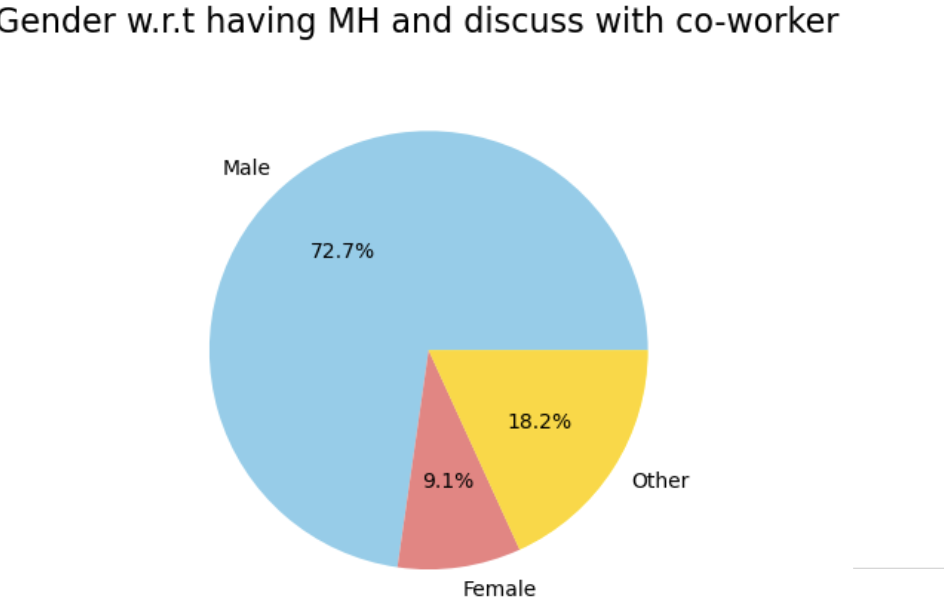 Gender w.r.t having MH and discuss with co-worker
Male
72.7%
18.2%
9.1%
Other
Female